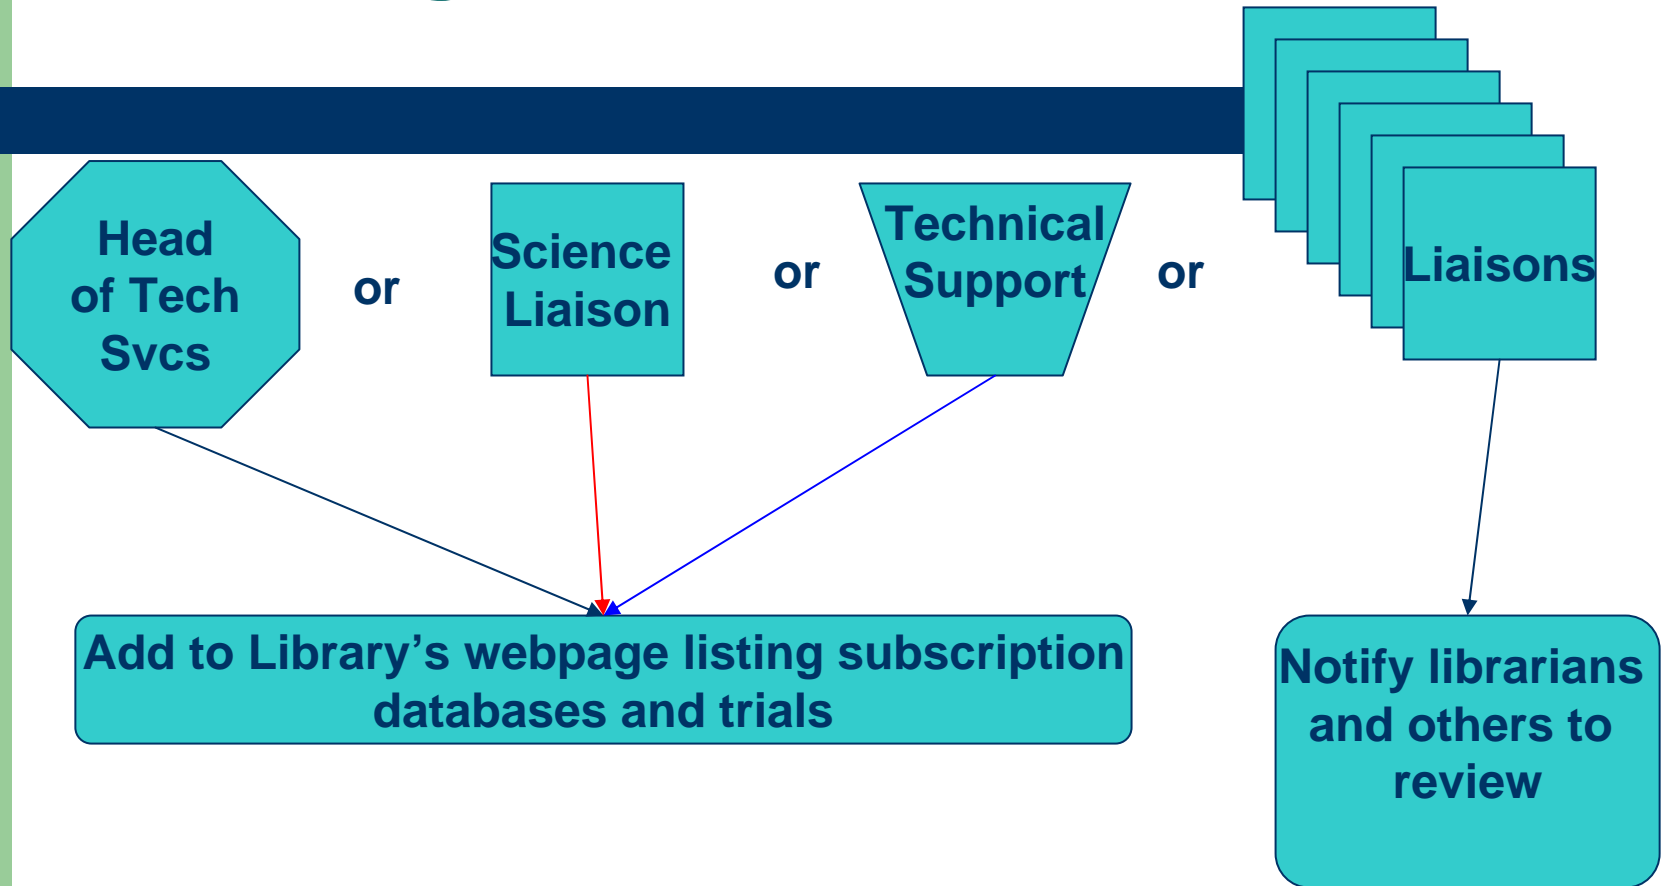 Head
of Tech
Svcs
or
Science
Liaison
or
Technical
Support
or
Liaisons
Add to Library’s webpage listing subscription
databases and trials
Notify librarians
and others to
review